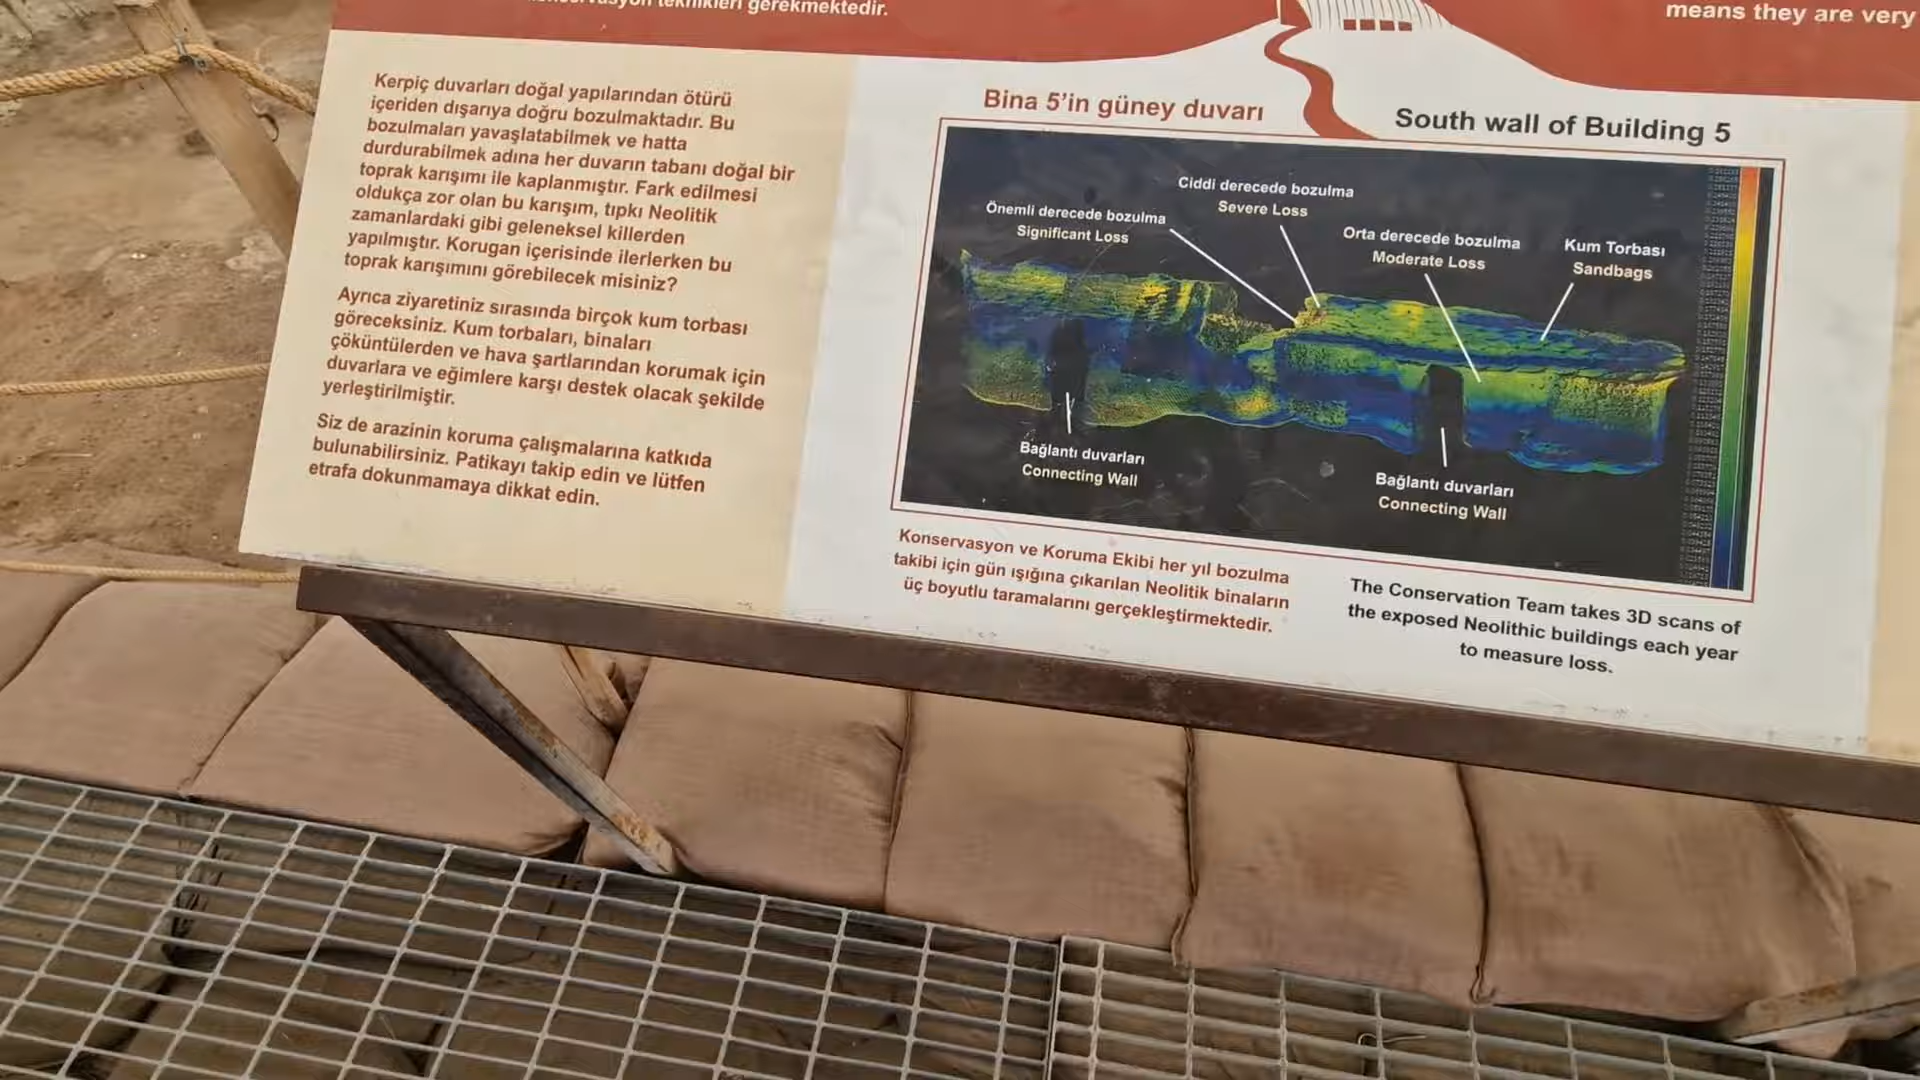 teknikleri gerekmektedir.
means they are very
Kerpiç duvarları doğal yapılarından ötürü
içeriden dışarıya doğru bozulmaktadır. Bu
bozulmaları yavaşlatabilmek ve hatta
durdurabilmek adına her duvarın tabanı doğal bir
toprak karışımı ile kaplanmıştır. Fark edilmesi
oldukça zor olan bu karışım, tıpkı Neolitik
zamanlardaki gibi geleneksel killerden
yapılmıştır. Korugan içerisinde ilerlerken bu
toprak karışımını görebilecek misiniz?
Ayrıca ziyaretiniz sırasında birçok kum torbası
göreceksiniz. Kum torbaları, binaları
çöküntülerden ve hava şartlarından korumak için
duvarlara ve eğimlere karşı destek olacak şekilde
yerleştirilmiştir.
Siz de arazinin koruma çalışmalarına katkıda
bulunabilirsiniz. Patikayı takip edin ve lütfen
etrafa dokunmamaya dikkat edin.
Bina 5'in güney duvarı
South wall of Building 5
Önemli derecede bozulma
Significant Loss
Ciddi derecede bozulma
Severe Loss
Orta derecede bozulma
Moderate Loss
Kum Torbası
Sandbags
Bağlantı duvarları
Connecting Wall
Bağlantı duvarları
Connecting Wall
Konservasyon ve Koruma Ekibi her yıl bozulma
takibi için gün ışığına çıkarılan Neolitik binaların
üç boyutlu taramalarını gerçekleştirmektedir.
The Conservation Team takes 3D scans of
the exposed Neolithic buildings each year
to measure loss.